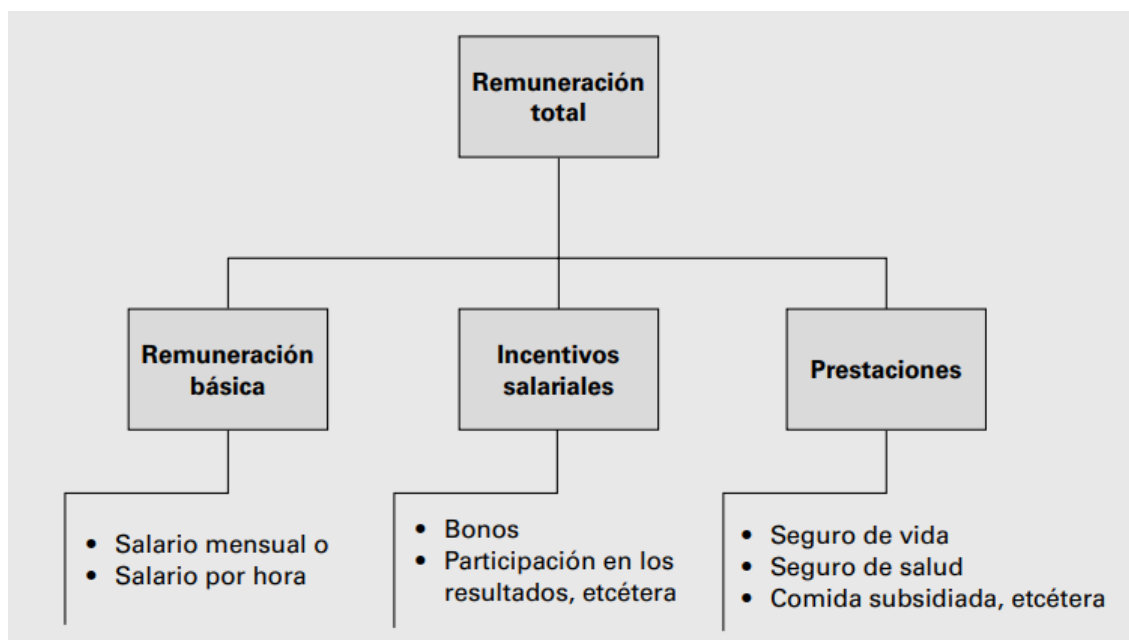 Remuneración
total
Remuneración
básica
Incentivos
salariales
Prestaciones
• Salario mensual o
• Salario por hora
• Bonos
• Participación en los
resultados, etcétera
• Seguro de vida
• Seguro de salud
• Comida subsidiada, etcétera